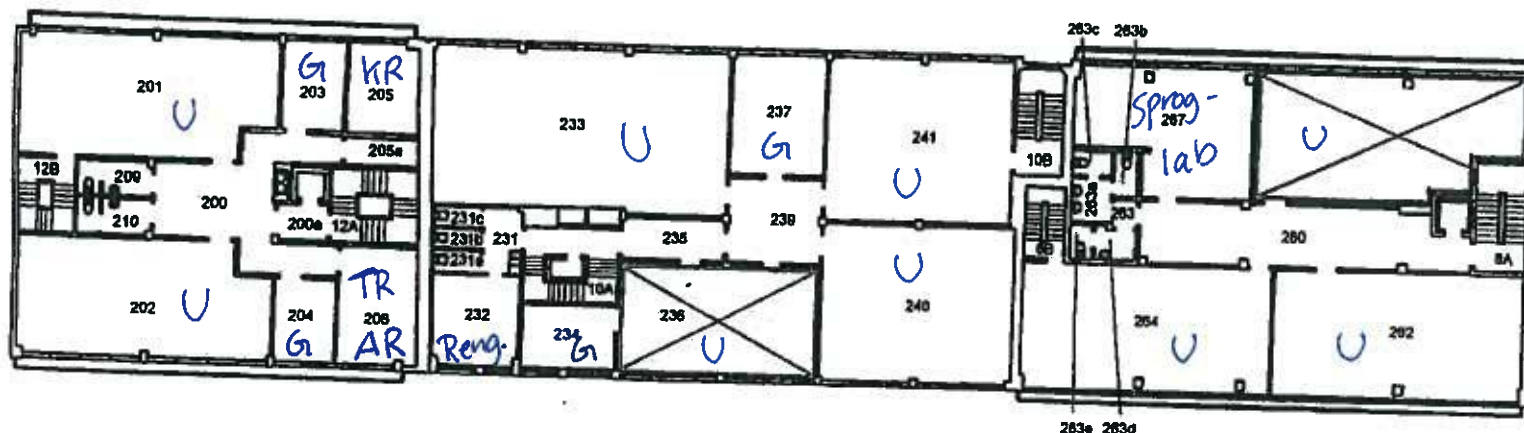 263c 263b
G KR
203 205
201
U
233
U
237
G
241
U
Sprog-
267
lab
U
205a
12B
209
210
200
200a
12A
231c
231b
231a
231
235
239
10B
263a
263
260
8A
10A
202
U
204
G
TR
206
AR
232
Reng.
234
G
236
U
U
240
264
U
U
262
263e 263d